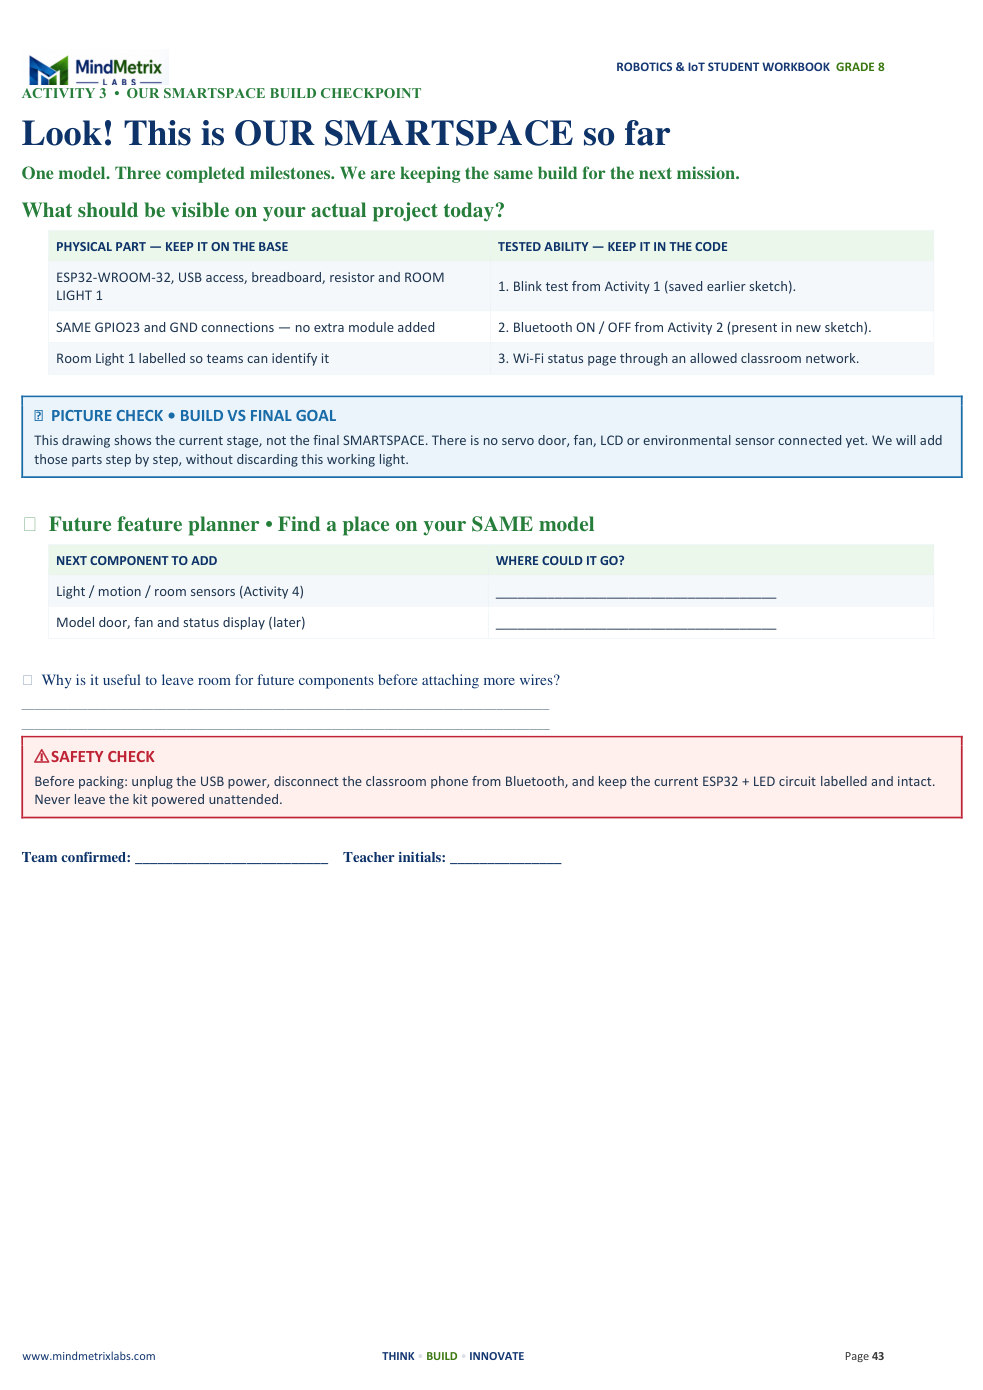 MindMetrix
LABS
ROBOTICS & IoT STUDENT WORKBOOK GRADE 8
ACTIVITY 3 • OUR SMARTSPACE BUILD CHECKPOINT
Look! This is OUR SMARTSPACE so far
One model. Three completed milestones. We are keeping the same build for the next mission.
What should be visible on your actual project today?
PHYSICAL PART — KEEP IT ON THE BASE
TESTED ABILITY — KEEP IT IN THE CODE
ESP32-WROOM-32, USB access, breadboard, resistor and ROOM
LIGHT 1
1. Blink test from Activity 1 (saved earlier sketch).
SAME GPIO23 and GND connections — no extra module added
2. Bluetooth ON / OFF from Activity 2 (present in new sketch).
Room Light 1 labelled so teams can identify it
3. Wi-Fi status page through an allowed classroom network.
PICTURE CHECK • BUILD VS FINAL GOAL
This drawing shows the current stage, not the final SMARTSPACE. There is no servo door, fan, LCD or environmental sensor connected yet. We will add
those parts step by step, without discarding this working light.
Future feature planner • Find a place on your SAME model
NEXT COMPONENT TO ADD
WHERE COULD IT GO?
Light / motion / room sensors (Activity 4)
Model door, fan and status display (later)
Why is it useful to leave room for future components before attaching more wires?
⚠SAFETY CHECK
Before packing: unplug the USB power, disconnect the classroom phone from Bluetooth, and keep the current ESP32 + LED circuit labelled and intact.
Never leave the kit powered unattended.
Team confirmed: __________________________ Teacher initials: _______________
www.mindmetrixlabs.com
THINK • BUILD • INNOVATE
Page 43